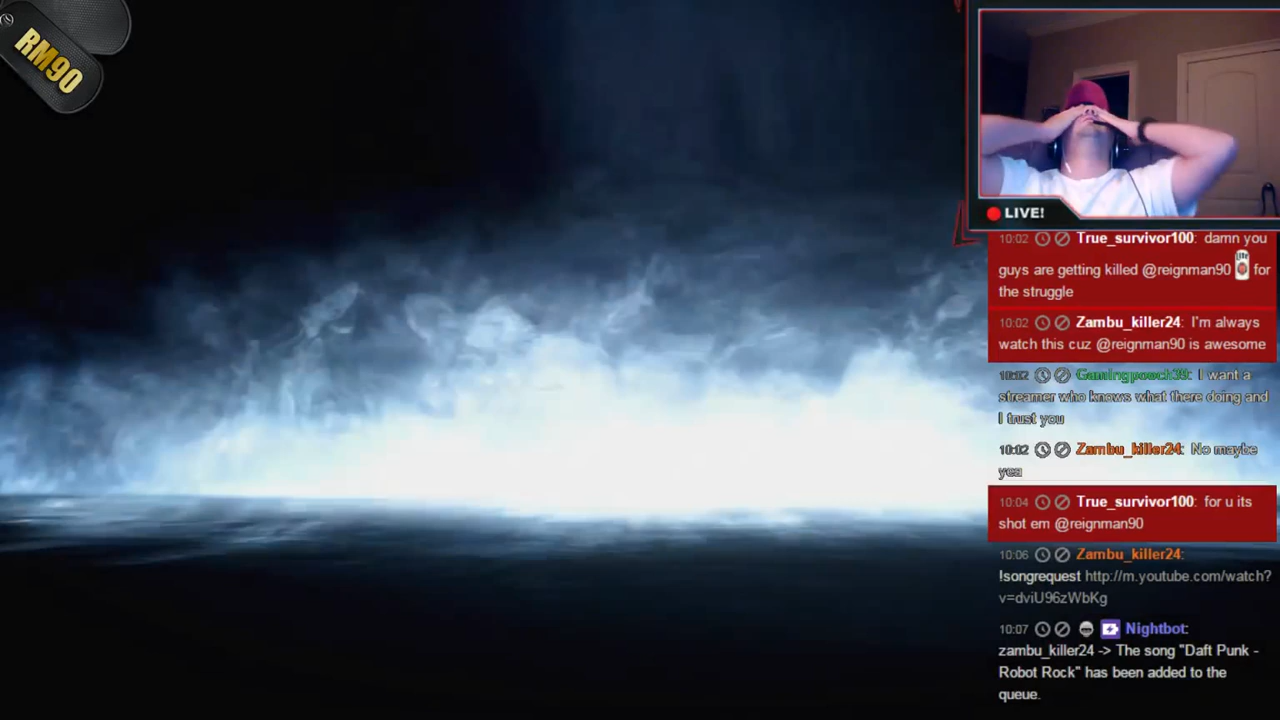 RM90
LIVE!
10:02 True_survivor100: damn you
guys are getting killed @reignman90 for
the struggle
10:02 Zambu_killer24: I'm always
watch this cuz @reignman90 is awesome
10:02 Gamingpooch39: I want a
streamer who knows what there doing and
I trust you
10:02 Zambu_killer24: No maybe
yea
10:04 True_survivor100: for u its
shot em @reignman90
10:06 Zambu_killer24:
!songrequest http://m.youtube.com/watch?
v=dviU96zWbKg
10:07 Nightbot:
zambu_killer24 -> The song "Daft Punk -
Robot Rock" has been added to the
queue.